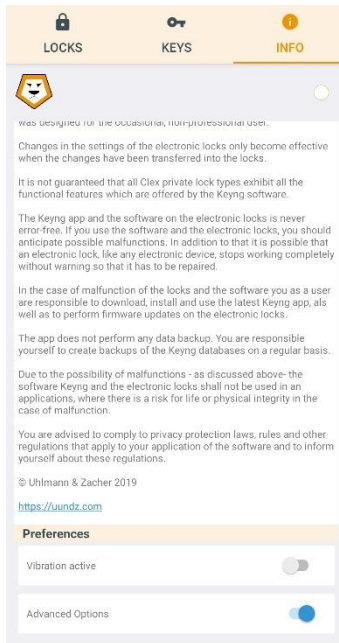 LOCKS KEYS INFO
was designed for the occasional, non-professional user.
Changes in the settings of the electronic locks only become effective
when the changes have been transferred into the locks.
It is not guaranteed that all Clex private lock types exhibit all the
functional features which are offered by the Keyng software.
The Keyng app and the software on the electronic locks is never
error-free. If you use the software and the electronic locks, you should
anticipate possible malfunctions. In addition to that it is possible that
an electronic lock, like any electronic device, stops working completely
without warning so that it has to be repaired.
In the case of malfunction of the locks and the software you as a user
are responsible to download, install and use the latest Keyng app, als
well as to perform firmware updates on the electronic locks.
The app does not perform any data backup. You are responsible
yourself to create backups of the Keyng databases on a regular basis.
Due to the possibility of malfunctions - as discussed above- the
software Keyng and the electronic locks shall not be used in an
applications, where there is a risk for life or physical integrity in the
case of malfunction.
You are advised to comply to privacy protection laws, rules and other
regulations that apply to your application of the software and to inform
yourself about these regulations.
© Uhlmann & Zacher 2019
https://uundz.com
Preferences
Vibration active
Advanced Options